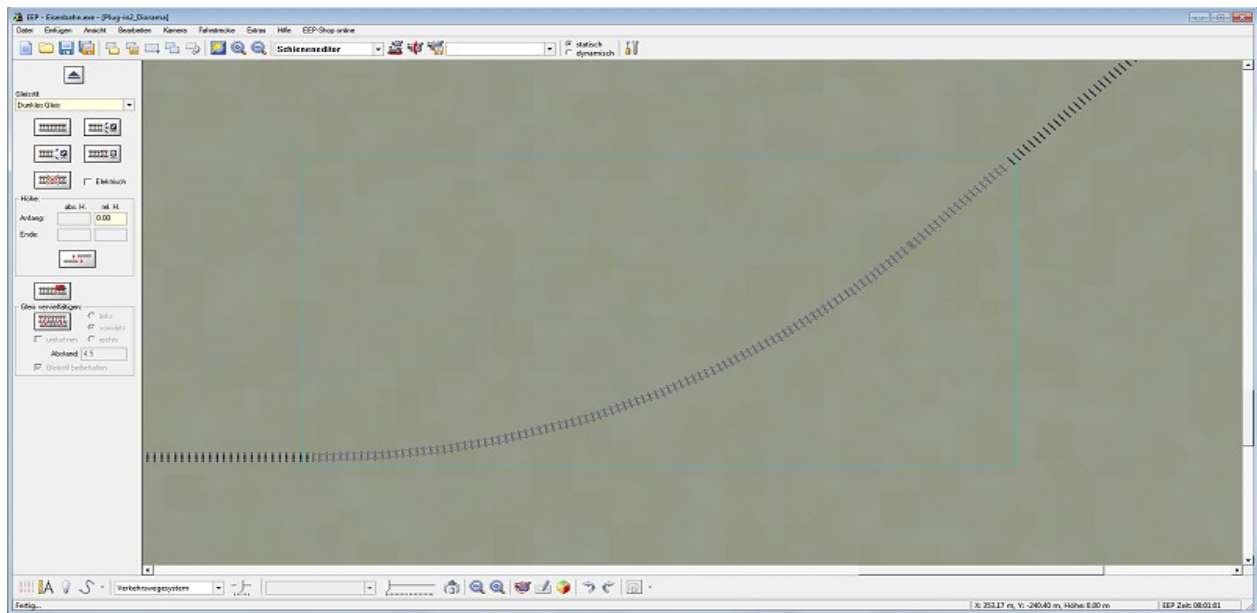 EEP - Eisenbahn.exe - [Plug-in2_Diorama]
Datei Einfügen Ansicht Bearbeiten Kamera Fahrstrecke Extras Hilfe EEP-Shop online
Schieneneditor
statisch
dynamisch
Gleisstil:
Dunkles Gleis
Elektrisch
Höhe:
abs. H. rel. H.
Anfang: 0.00
Ende:
Gleis vervielfältigen:
links
vorwärts
umkehren rechts
Abstand: 4.5
Gleisstil beibehalten
Verkehrswegesystem
Fertig...
X: 353.17 m, Y: -240.40 m, Höhe: 0.00 m EEP Zeit: 08:01:01